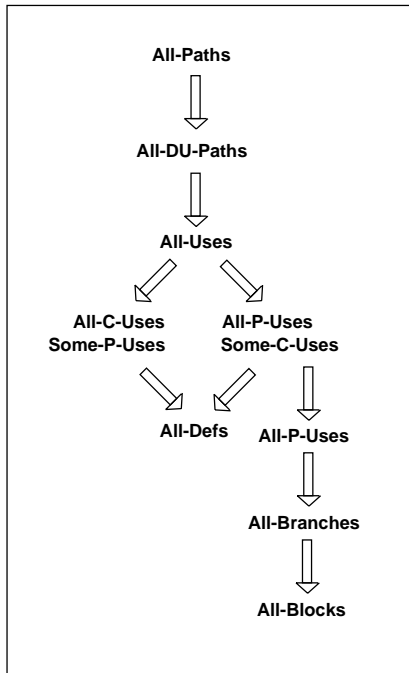 All-Paths
All-DU-Paths
All-Uses
All-C-Uses All-P-Uses
Some-P-Uses Some-C-Uses
All-Defs
All-P-Uses
All-Branches
All-Blocks